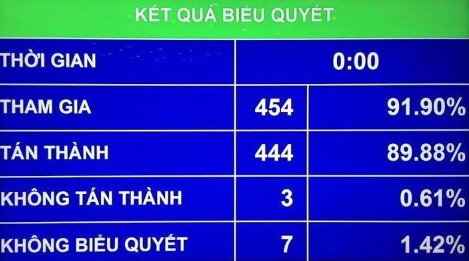 KẾT QUẢ BIỂU QUYẾT
THỜI GIAN 0:00
THAM GIA 454 91.90%
TÁN THÀNH 444 89.88%
KHÔNG TÁN THÀNH 3 0.61%
KHÔNG BIỂU QUYẾT 7 1.42%